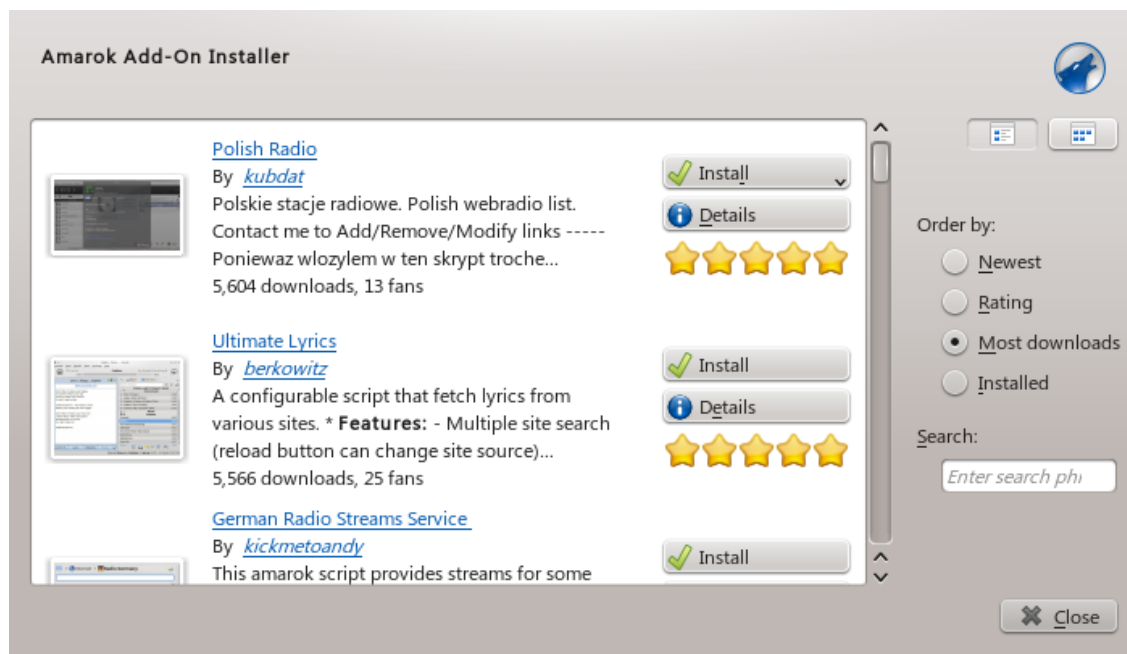 Amarok Add-On Installer
Polish Radio
By kubdat
Polskie stacje radiowe. Polish webradio list.
Contact me to Add/Remove/Modify links -----
Poniewaz wlozylem w ten skrypt troche...
5,604 downloads, 13 fans
Install
Details
Ultimate Lyrics
By berkowitz
A configurable script that fetch lyrics from
various sites. * Features: - Multiple site search
(reload button can change site source)...
5,566 downloads, 25 fans
Install
Details
German Radio Streams Service
By kickmetoandy
This amarok script provides streams for some
Install
Order by:
Newest
Rating
Most downloads
Installed
Search:
Enter search phr
Close